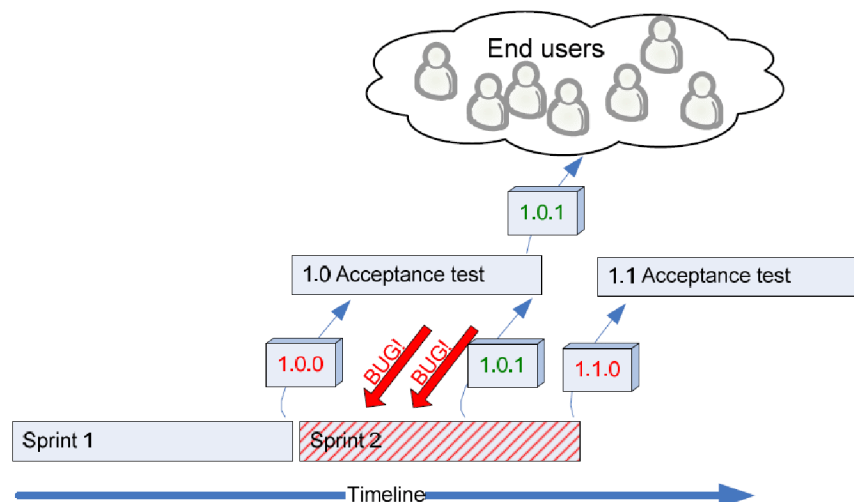 End users
1.0.1
1.0 Acceptance test
1.1 Acceptance test
1.0.0
BUG!
BUG!
1.0.1
1.1.0
Sprint 1
Sprint 2
Timeline